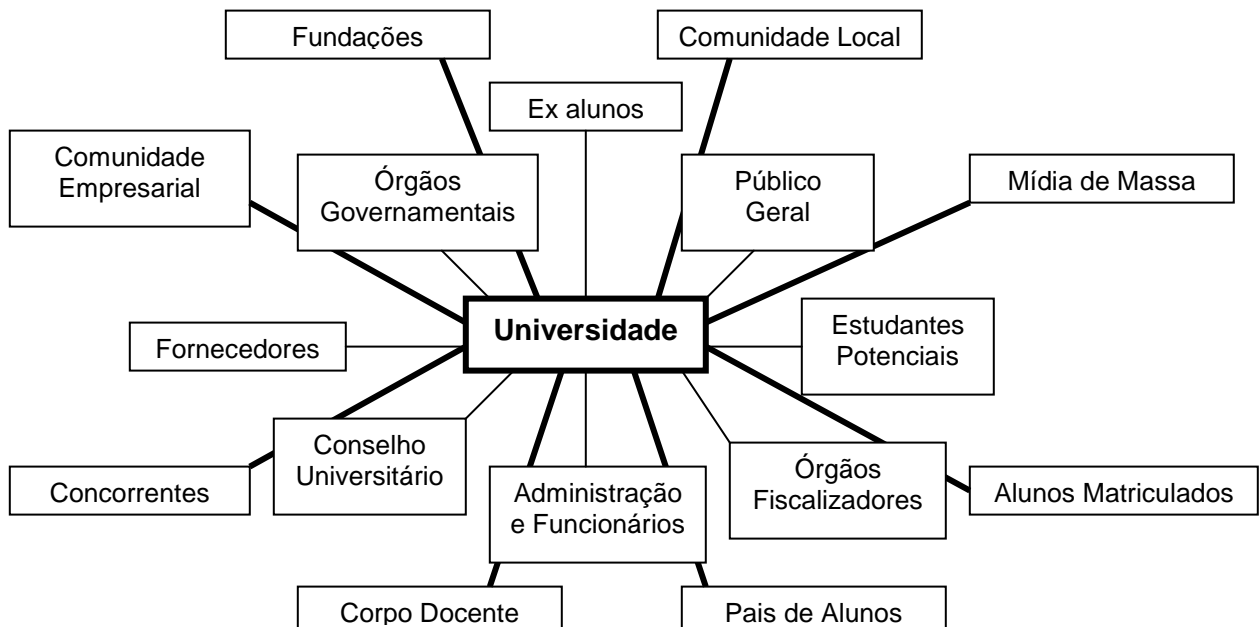 Fundações
Comunidade Local
Ex alunos
Comunidade
Empresarial
Órgãos
Governamentais
Público
Geral
Mídia de Massa
Universidade
Fornecedores
Estudantes
Potenciais
Conselho
Universitário
Órgãos
Fiscalizadores
Concorrentes
Administração
e Funcionários
Alunos Matriculados
Corpo Docente
Pais de Alunos